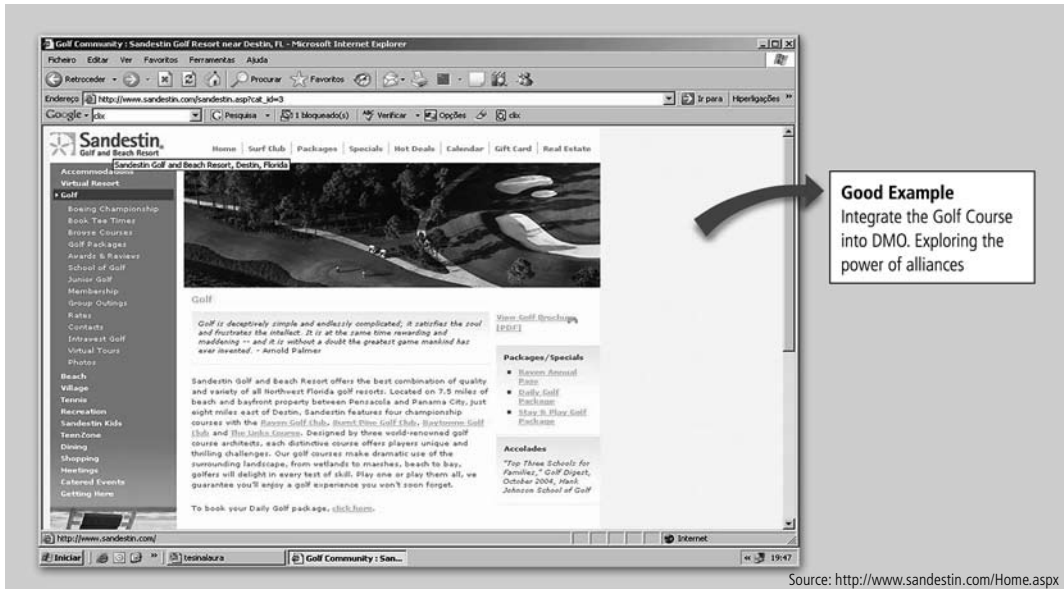 Golf Community : Sandestin Golf Resort near Destin, FL - Microsoft Internet Explorer
Ficheiro Editar Ver Favoritos Ferramentas Ajuda
Retroceder Procurar Favoritos
Endereço http://www.sandestin.com/sandestin.asp?cat_id=3 Ir para Hiperligações »
Google - clix Pesquisa 1 bloqueado(s) Verificar Opções clix
Sandestin
Golf and Beach Resort
Home | Surf Club | Packages | Specials | Hot Deals | Calendar | Gift Card | Real Estate
Sandestin Golf and Beach Resort, Destin, Florida
Accommodations
Virtual Resort
Golf
Boeing Championship
Book Tee Times
Browse Courses
Golf Packages
Awards & Reviews
School of Golf
Junior Golf
Membership
Group Outings
Rates
Contacts
Intrawest Golf
Virtual Tours
Photos
Beach
Village
Tennis
Recreation
Sandestin Kids
TeenZone
Dining
Shopping
Meetings
Catered Events
Getting Here
Golf
Golf is deceptively simple and endlessly complicated; it satisfies the soul
and frustrates the intellect. It is at the same time rewarding and
maddening -- and it is without a doubt the greatest game mankind has
ever invented. - Arnold Palmer
Sandestin Golf and Beach Resort offers the best combination of quality
and variety of all Northwest Florida golf resorts. Located on 7.5 miles of
beach and bayfront property between Pensacola and Panama City, just
eight miles east of Destin, Sandestin features four championship
courses with the Raven Golf Club, Burnt Pine Golf Club, Baytowne Golf
Club and The Links Course. Designed by three world-renowned golf
course architects, each distinctive course offers players unique and
thrilling challenges. Our golf courses make dramatic use of the
surrounding landscape, from wetlands to marshes, beach to bay,
golfers will delight in every test of skill. Play one or play them all, we
guarantee you'll enjoy a golf experience you won't soon forget.
To book your Daily Golf package, click here.
View Golf Brochure
[PDF]
Packages/Specials
Raven Annual
Pass
Daily Golf
Package
Stay & Play Golf
Package
Accolades
"Top Three Schools for
Families," Golf Digest,
October 2004, Hank
Johnson School of Golf
http://www.sandestin.com/ Internet
Iniciar » tesinalaura Golf Community : San... « 19:47
Good Example
Integrate the Golf Course
into DMO. Exploring the
power of alliances
Source: http://www.sandestin.com/Home.aspx